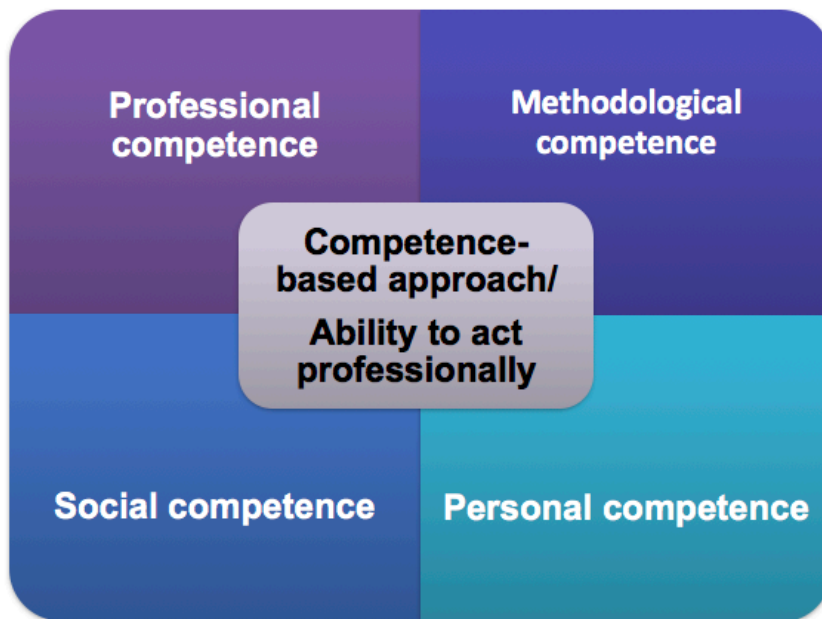 Professional
competence
Methodological
competence
Competence-
based approach/
Ability to act
professionally
Social competence
Personal competence